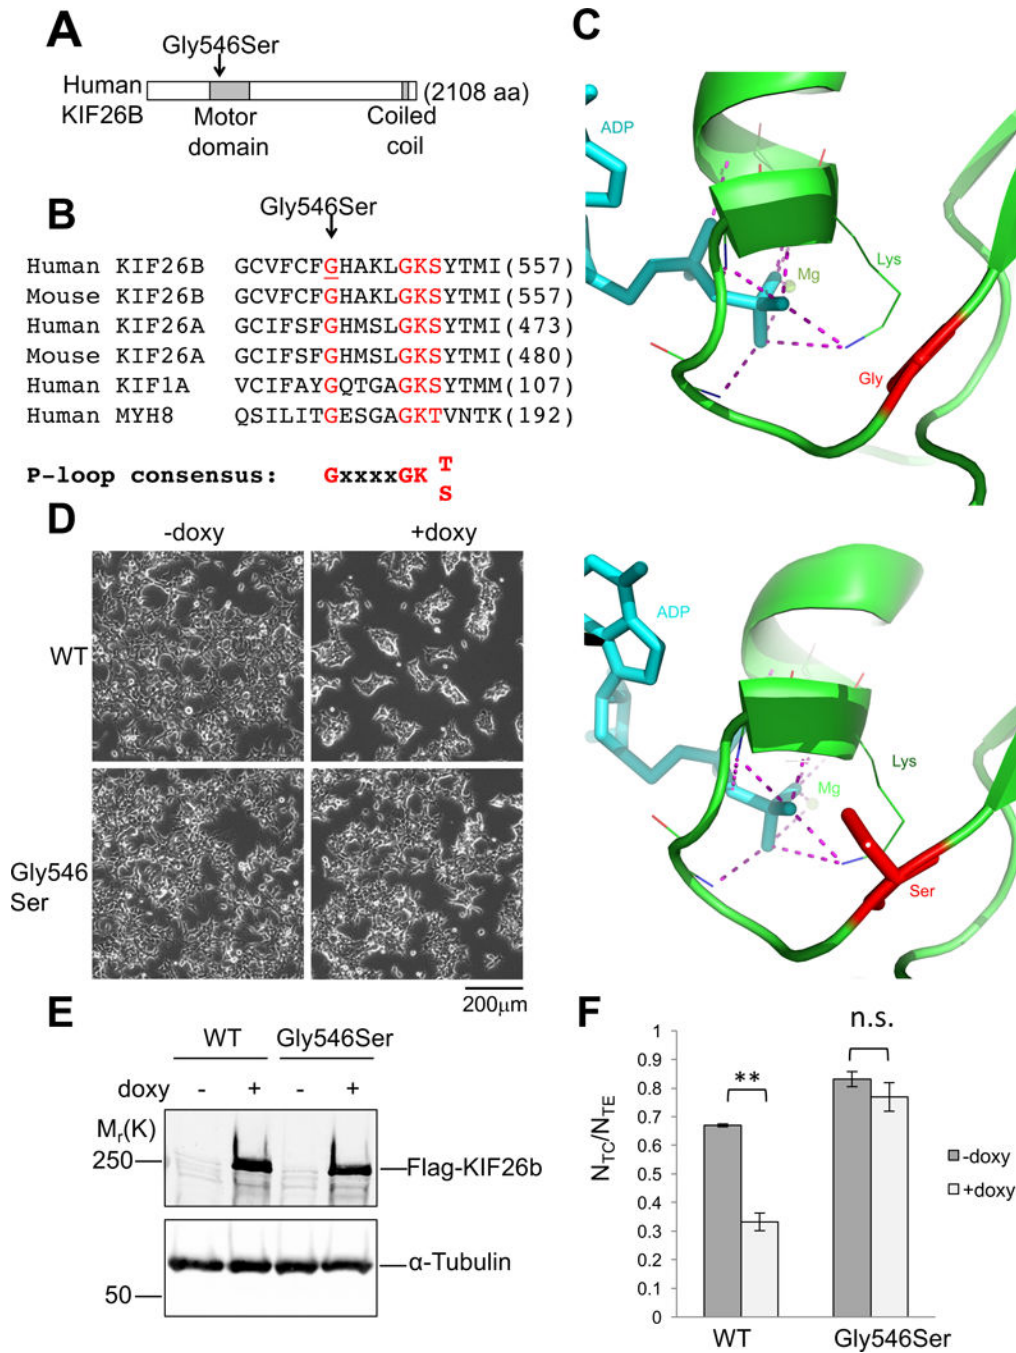 A
Gly546Ser
Human KIF26B
(2108 aa)
Motor domain
Coiled coil
B
Gly546Ser
Human KIF26B GCVFCFGHAKLGKSYTMI(557)
Mouse KIF26B GCVFCFGHAKLGKSYTMI(557)
Human KIF26A GCIFSFGHMSLGKSYTMI(473)
Mouse KIF26A GCIFSFGHMSLGKSYTMI(480)
Human KIF1A VCIFAYGQTGAGKSYTMM(107)
Human MYH8 QSILITGESGAGKTVNTK(192)
P-loop consensus: GxxxxGK T
S
C
ADP
Mg
Lys
Gly
ADP
Mg
Lys
Ser
D
-doxy +doxy
WT
Gly546
Ser
200μm
E
WT Gly546Ser
doxy - + - +
Mr(K)
250
Flag-KIF26b
α-Tubulin
50
F
n.s.
**
NTC/NTE
1
0.9
0.8
0.7
0.6
0.5
0.4
0.3
0.2
0.1
0
WT Gly546Ser
-doxy
+doxy